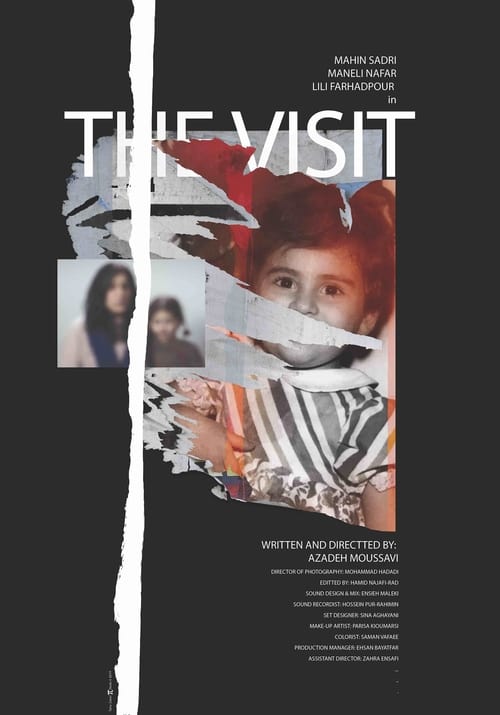 MAHIN SADRI
MANELI NAFAR
LILI FARHADPOUR
in
THE VISIT
WRITTEN AND DIRECTTED BY:
AZADEH MOUSSAVI
DIRECTOR OF PHOTOGRAPHY: MOHAMMAD HADADI
EDITTED BY: HAMID NAJAFI-RAD
SOUND DESIGN & MIX: ENSIEH MALEKI
SOUND RECORDIST: HOSSEIN PUR-RAHIMIN
SET DESIGNER: SINA AGHAYANI
MAKE-UP ARTIST: PARISA KIOUMARSI
COLORIST: SAMAN VAFAEE
PRODUCTION MANAGER: EHSAN BAYATFAR
ASSISTANT DIRECTOR: ZAHRA ENSAFI